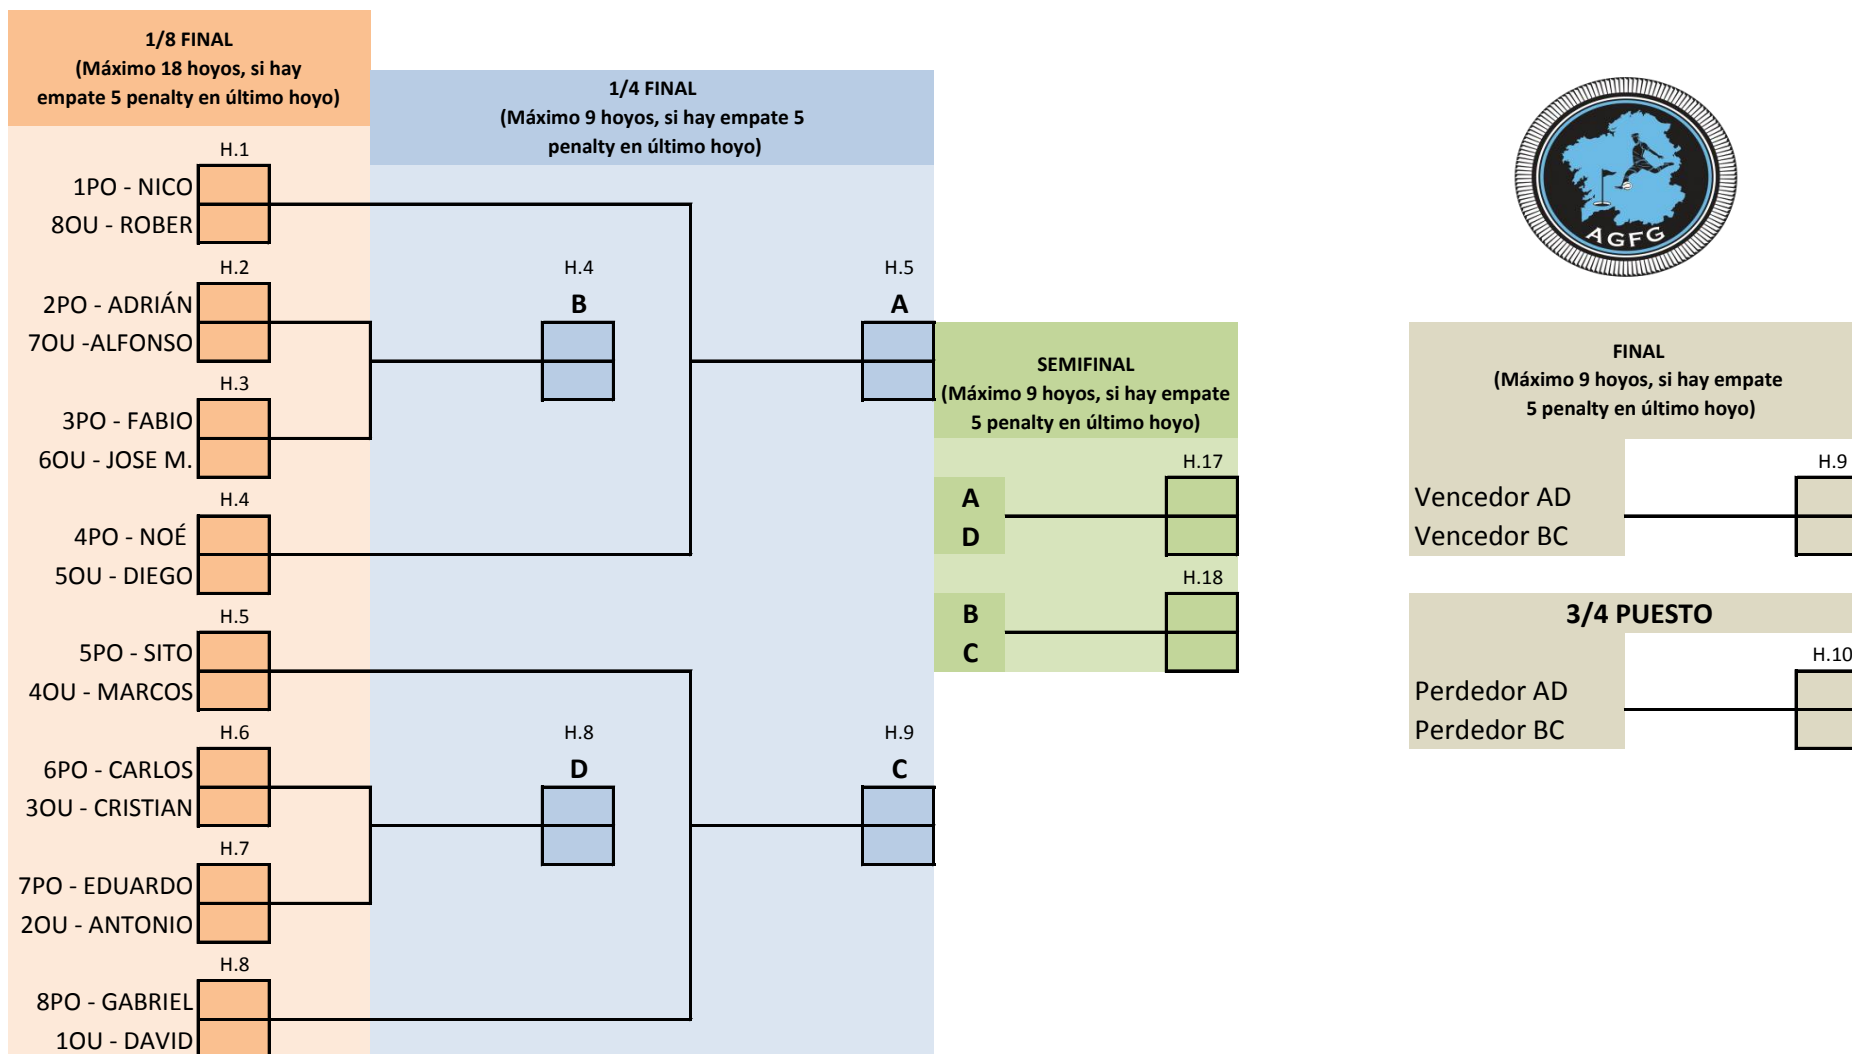 1/8 FINAL
(Máximo 18 hoyos, si hay
empate 5 penalty en último hoyo)
H.1
1PO - NICO
8OU - ROBER
H.2
2PO - ADRIÁN
7OU -ALFONSO
H.3
3PO - FABIO
6OU - JOSE M.
H.4
4PO - NOÉ
5OU - DIEGO
H.5
5PO - SITO
4OU - MARCOS
H.6
6PO - CARLOS
3OU - CRISTIAN
H.7
7PO - EDUARDO
2OU - ANTONIO
H.8
8PO - GABRIEL
1OU - DAVID
1/4 FINAL
(Máximo 9 hoyos, si hay empate 5
penalty en último hoyo)
H.4
B
H.5
A
H.8
D
H.9
C
SEMIFINAL
(Máximo 9 hoyos, si hay empate
5 penalty en último hoyo)
H.17
A
D
H.18
B
C
AGFG
FINAL
(Máximo 9 hoyos, si hay empate
5 penalty en último hoyo)
H.9
Vencedor AD
Vencedor BC
3/4 PUESTO
H.10
Perdedor AD
Perdedor BC